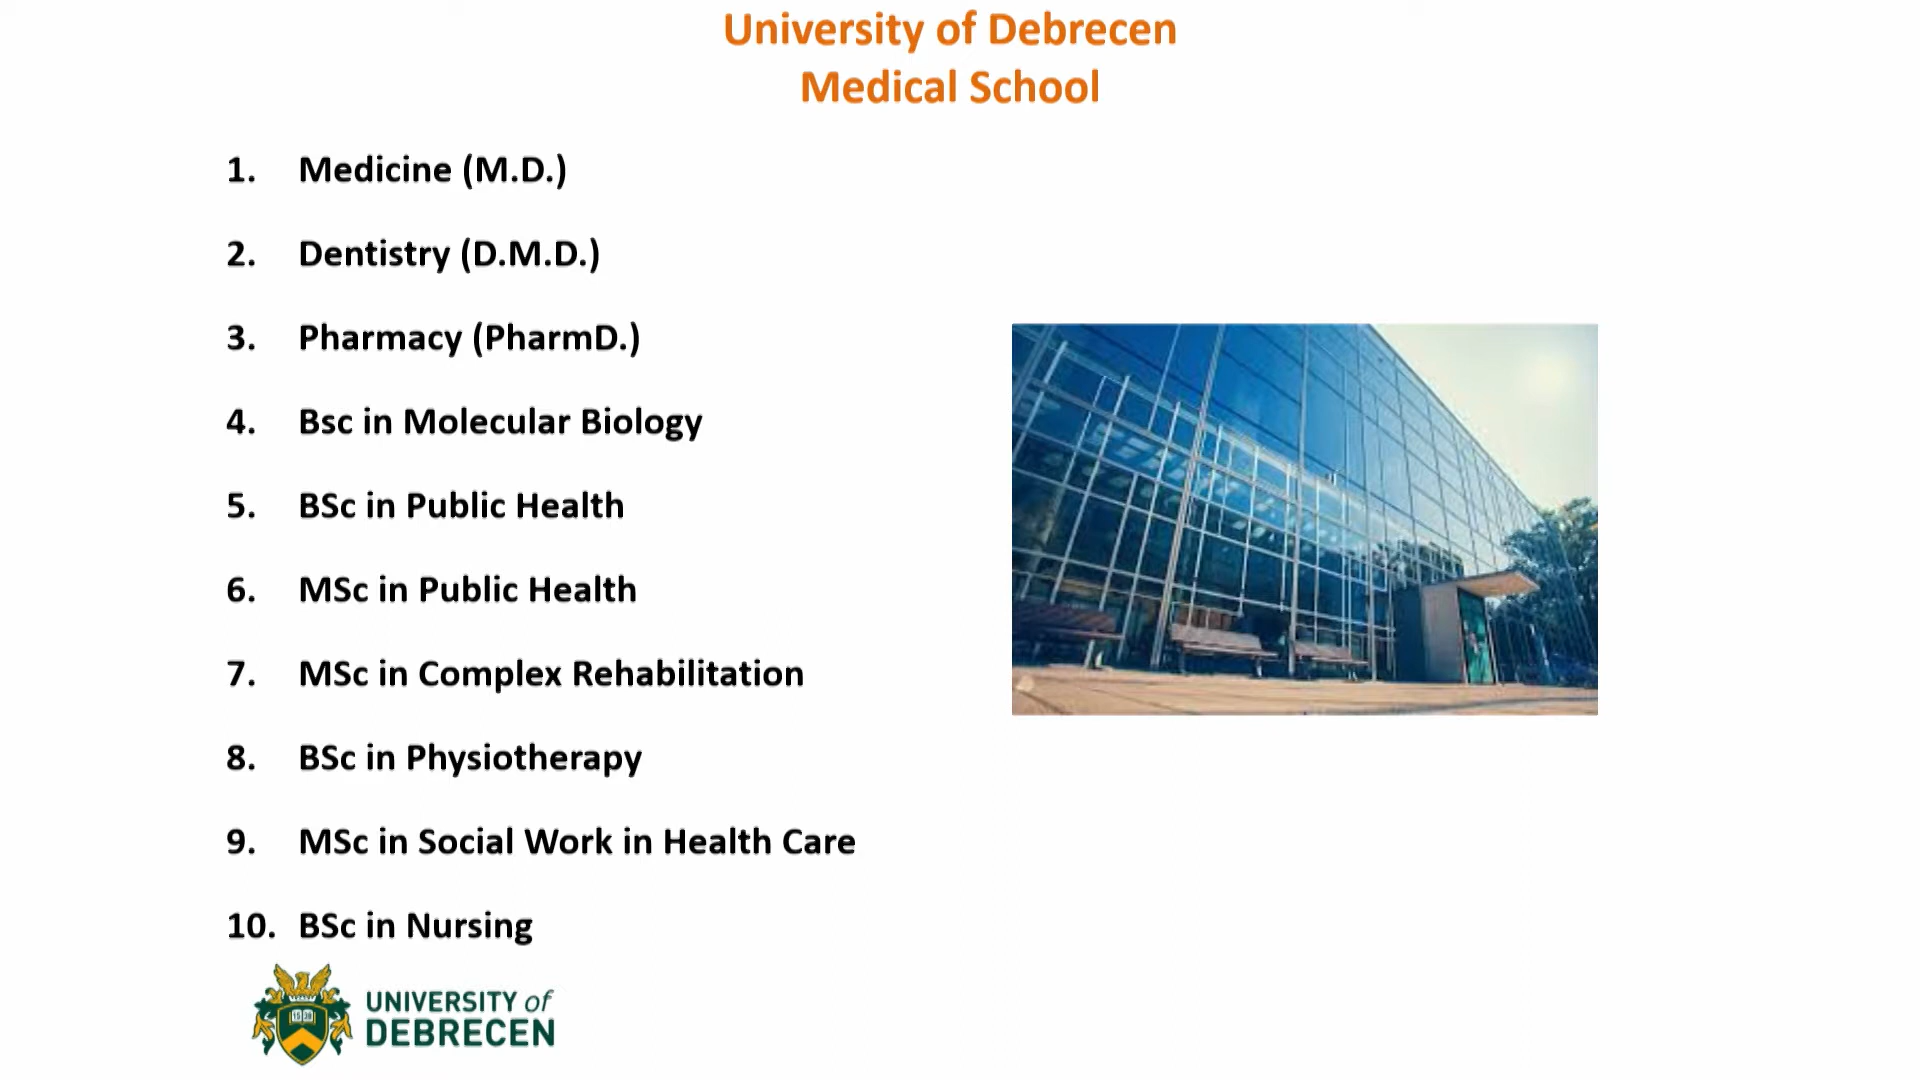 University of Debrecen
Medical School
1. Medicine (M.D.)
2. Dentistry (D.M.D.)
3. Pharmacy (PharmD.)
4. Bsc in Molecular Biology
5. BSc in Public Health
6. MSc in Public Health
7. MSc in Complex Rehabilitation
8. BSc in Physiotherapy
9. MSc in Social Work in Health Care
10. BSc in Nursing
UNIVERSITY of
DEBRECEN